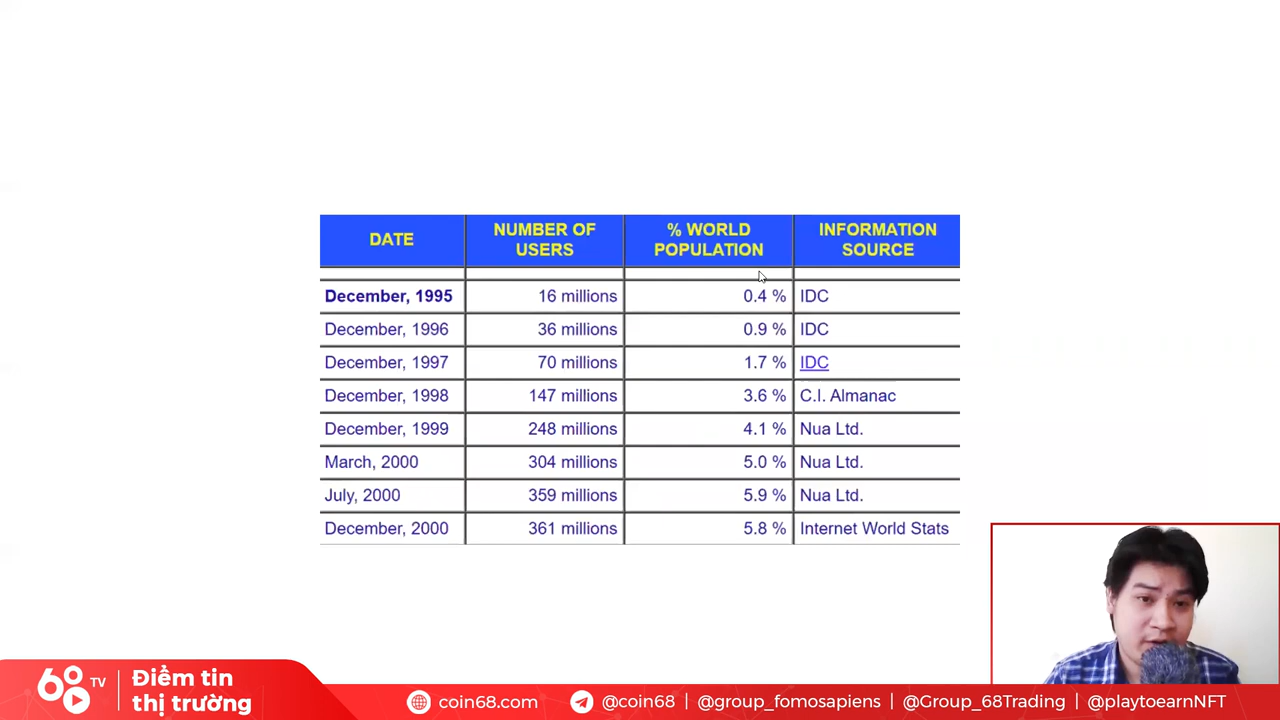 DATE NUMBER OF USERS % WORLD POPULATION INFORMATION SOURCE
December, 1995 16 millions 0.4 % IDC
December, 1996 36 millions 0.9 % IDC
December, 1997 70 millions 1.7 % IDC
December, 1998 147 millions 3.6 % C.I. Almanac
December, 1999 248 millions 4.1 % Nua Ltd.
March, 2000 304 millions 5.0 % Nua Ltd.
July, 2000 359 millions 5.9 % Nua Ltd.
December, 2000 361 millions 5.8 % Internet World Stats
68 TV
Điểm tin
thị trường
coin68.com @coin68 | @group_fomosapiens | @Group_68Trading | @playtoearnNFT